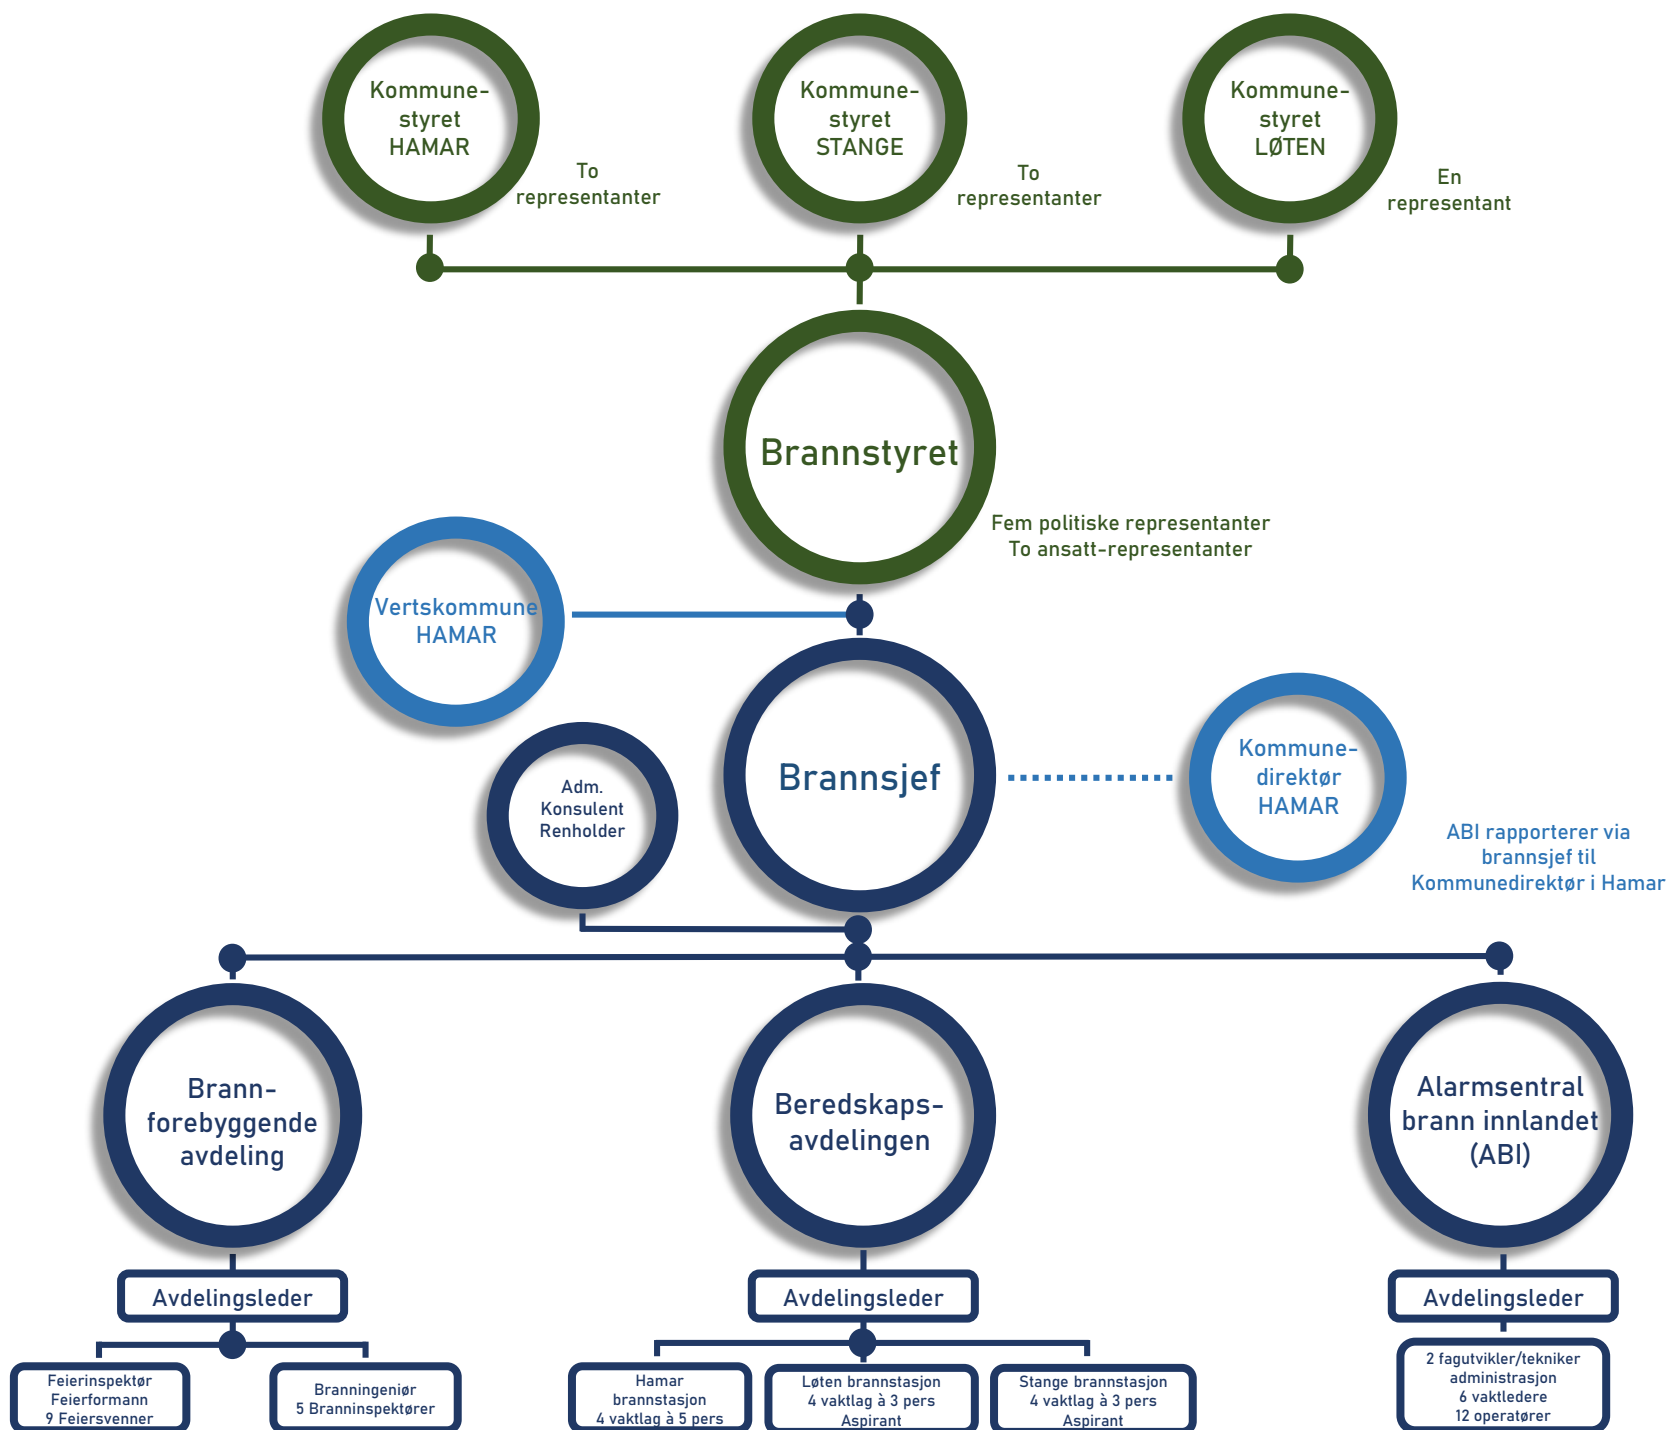 Kommune-
styret
HAMAR
To
representanter
Kommune-
styret
STANGE
To
representanter
Kommune-
styret
LØTEN
En
representant
Brannstyret
Fem politiske representanter
To ansatt-representanter
Vertskommune
HAMAR
Brannsjef
Adm.
Konsulent
Renholder
Kommune-
direktør
HAMAR
ABI rapporterer via
brannsjef til
Kommunedirektør i Hamar
Brann-
forebyggende
avdeling
Beredskaps-
avdelingen
Alarmsentral
brann innlandet
(ABI)
Avdelingsleder
Avdelingsleder
Avdelingsleder
Feierinspektør
Feierformann
9 Feiersvenner
Branningeniør
5 Branninspektører
Hamar
brannstasjon
4 vaktlag à 5 pers
Løten brannstasjon
4 vaktlag à 3 pers
Aspirant
Stange brannstasjon
4 vaktlag à 3 pers
Aspirant
2 fagutvikler/tekniker
administrasjon
6 vaktledere
12 operatører